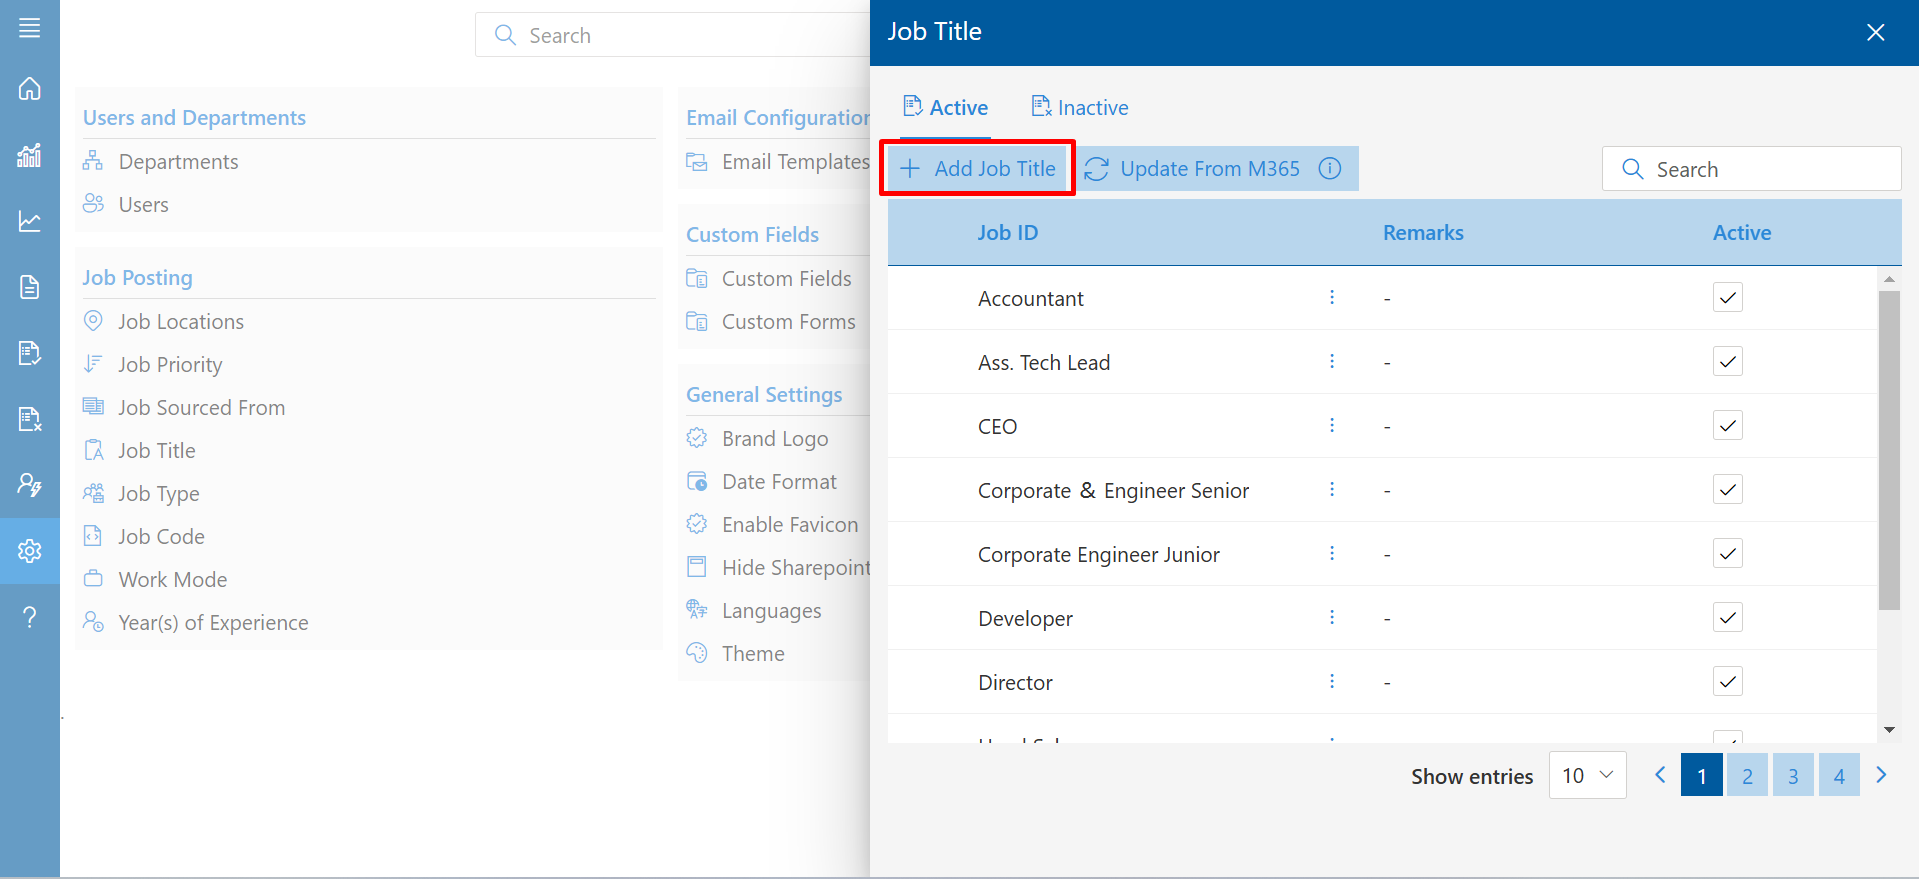 Search
Users and Departments
Departments
Users
Job Posting
Job Locations
Job Priority
Job Sourced From
Job Title
Job Type
Job Code
Work Mode
Year(s) of Experience
Email Configuration
Email Templates
Custom Fields
Custom Fields
Custom Forms
General Settings
Brand Logo
Date Format
Enable Favicon
Hide Sharepoint
Languages
Theme
Job Title
Active Inactive
Add Job Title Update From M365 Search
Job ID Remarks Active
Accountant -
Ass. Tech Lead -
CEO -
Corporate & Engineer Senior -
Corporate Engineer Junior -
Developer -
Director -
Show entries 10 1 2 3 4